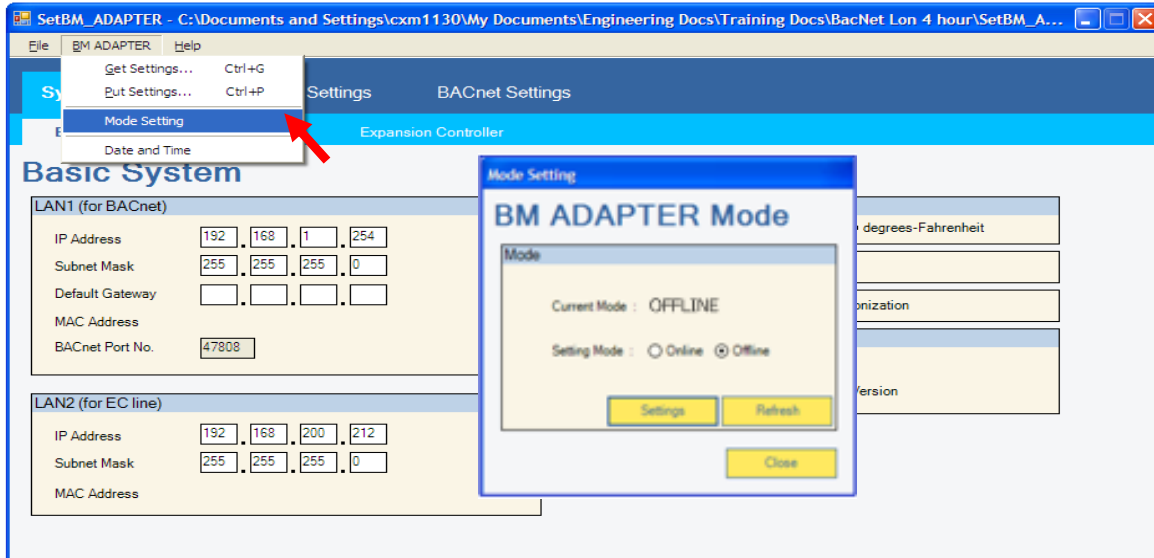 SetBM_ADAPTER - C:\Documents and Settings\cxm1130\My Documents\Engineering Docs\Training Docs\BacNet Lon 4 hour\SetBM_A...
File BM ADAPTER Help
Get Settings... Ctrl+G
Put Settings... Ctrl+P
Mode Setting
Date and Time
Sy Settings BACnet Settings
Expansion Controller
Basic System
LAN1 (for BACnet)
IP Address 192 . 168 . 1 . 254
Subnet Mask 255 . 255 . 255 . 0
Default Gateway . . .
MAC Address
BACnet Port No. 47808
LAN2 (for EC line)
IP Address 192 . 168 . 200 . 212
Subnet Mask 255 . 255 . 255 . 0
MAC Address
Mode Setting
BM ADAPTER Mode
Mode
Current Mode : OFFLINE
Setting Mode : Online Offline
Settings Refresh
Close
degrees-Fahrenheit
onization
Version